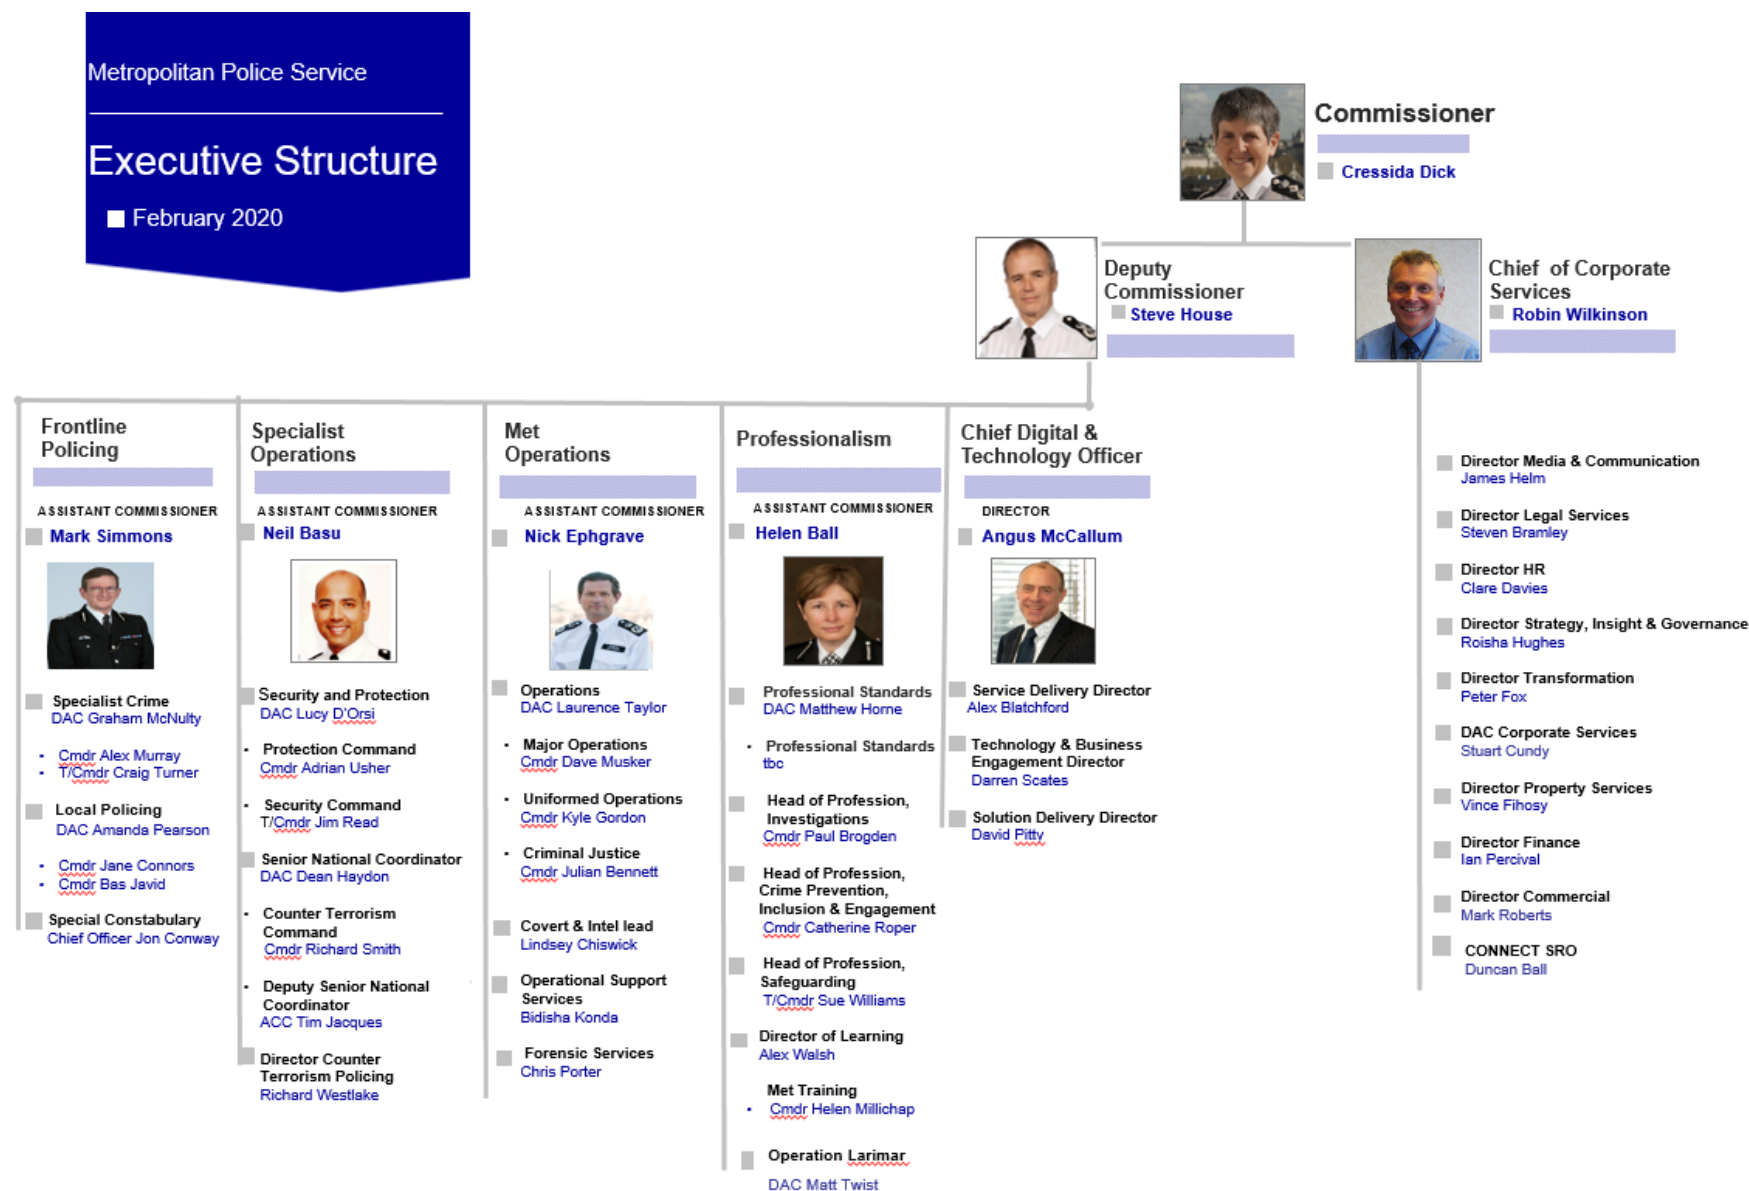 Metropolitan Police Service
Executive Structure
February 2020
Commissioner
Cressida Dick
Deputy
Commissioner
Steve House
Chief of Corporate
Services
Robin Wilkinson
Frontline
Policing
ASSISTANT COMMISSIONER
Mark Simmons
Specialist Crime
DAC Graham McNulty
Cmdr Alex Murray
T/Cmdr Craig Turner
Local Policing
DAC Amanda Pearson
Cmdr Jane Connors
Cmdr Bas Javid
Special Constabulary
Chief Officer Jon Conway
Specialist
Operations
ASSISTANT COMMISSIONER
Neil Basu
Security and Protection
DAC Lucy D'Orsi
Protection Command
Cmdr Adrian Usher
Security Command
T/Cmdr Jim Read
Senior National Coordinator
DAC Dean Haydon
Counter Terrorism
Command
Cmdr Richard Smith
Deputy Senior National
Coordinator
ACC Tim Jacques
Director Counter
Terrorism Policing
Richard Westlake
Met
Operations
ASSISTANT COMMISSIONER
Nick Ephgrave
Operations
DAC Laurence Taylor
Major Operations
Cmdr Dave Musker
Uniformed Operations
Cmdr Kyle Gordon
Criminal Justice
Cmdr Julian Bennett
Covert & Intel lead
Lindsey Chiswick
Operational Support
Services
Bidisha Konda
Forensic Services
Chris Porter
Professionalism
ASSISTANT COMMISSIONER
Helen Ball
Professional Standards
DAC Matthew Horne
Professional Standards
tbc
Head of Profession,
Investigations
Cmdr Paul Brogden
Head of Profession,
Crime Prevention,
Inclusion & Engagement
Cmdr Catherine Roper
Head of Profession,
Safeguarding
T/Cmdr Sue Williams
Director of Learning
Alex Walsh
Met Training
Cmdr Helen Millichap
Operation Larimar
DAC Matt Twist
Chief Digital &
Technology Officer
DIRECTOR
Angus McCallum
Service Delivery Director
Alex Blatchford
Technology & Business
Engagement Director
Darren Scates
Solution Delivery Director
David Pitty
Director Media & Communication
James Helm
Director Legal Services
Steven Bramley
Director HR
Clare Davies
Director Strategy, Insight & Governance
Roisha Hughes
Director Transformation
Peter Fox
DAC Corporate Services
Stuart Cundy
Director Property Services
Vince Fihosy
Director Finance
Ian Percival
Director Commercial
Mark Roberts
CONNECT SRO
Duncan Ball